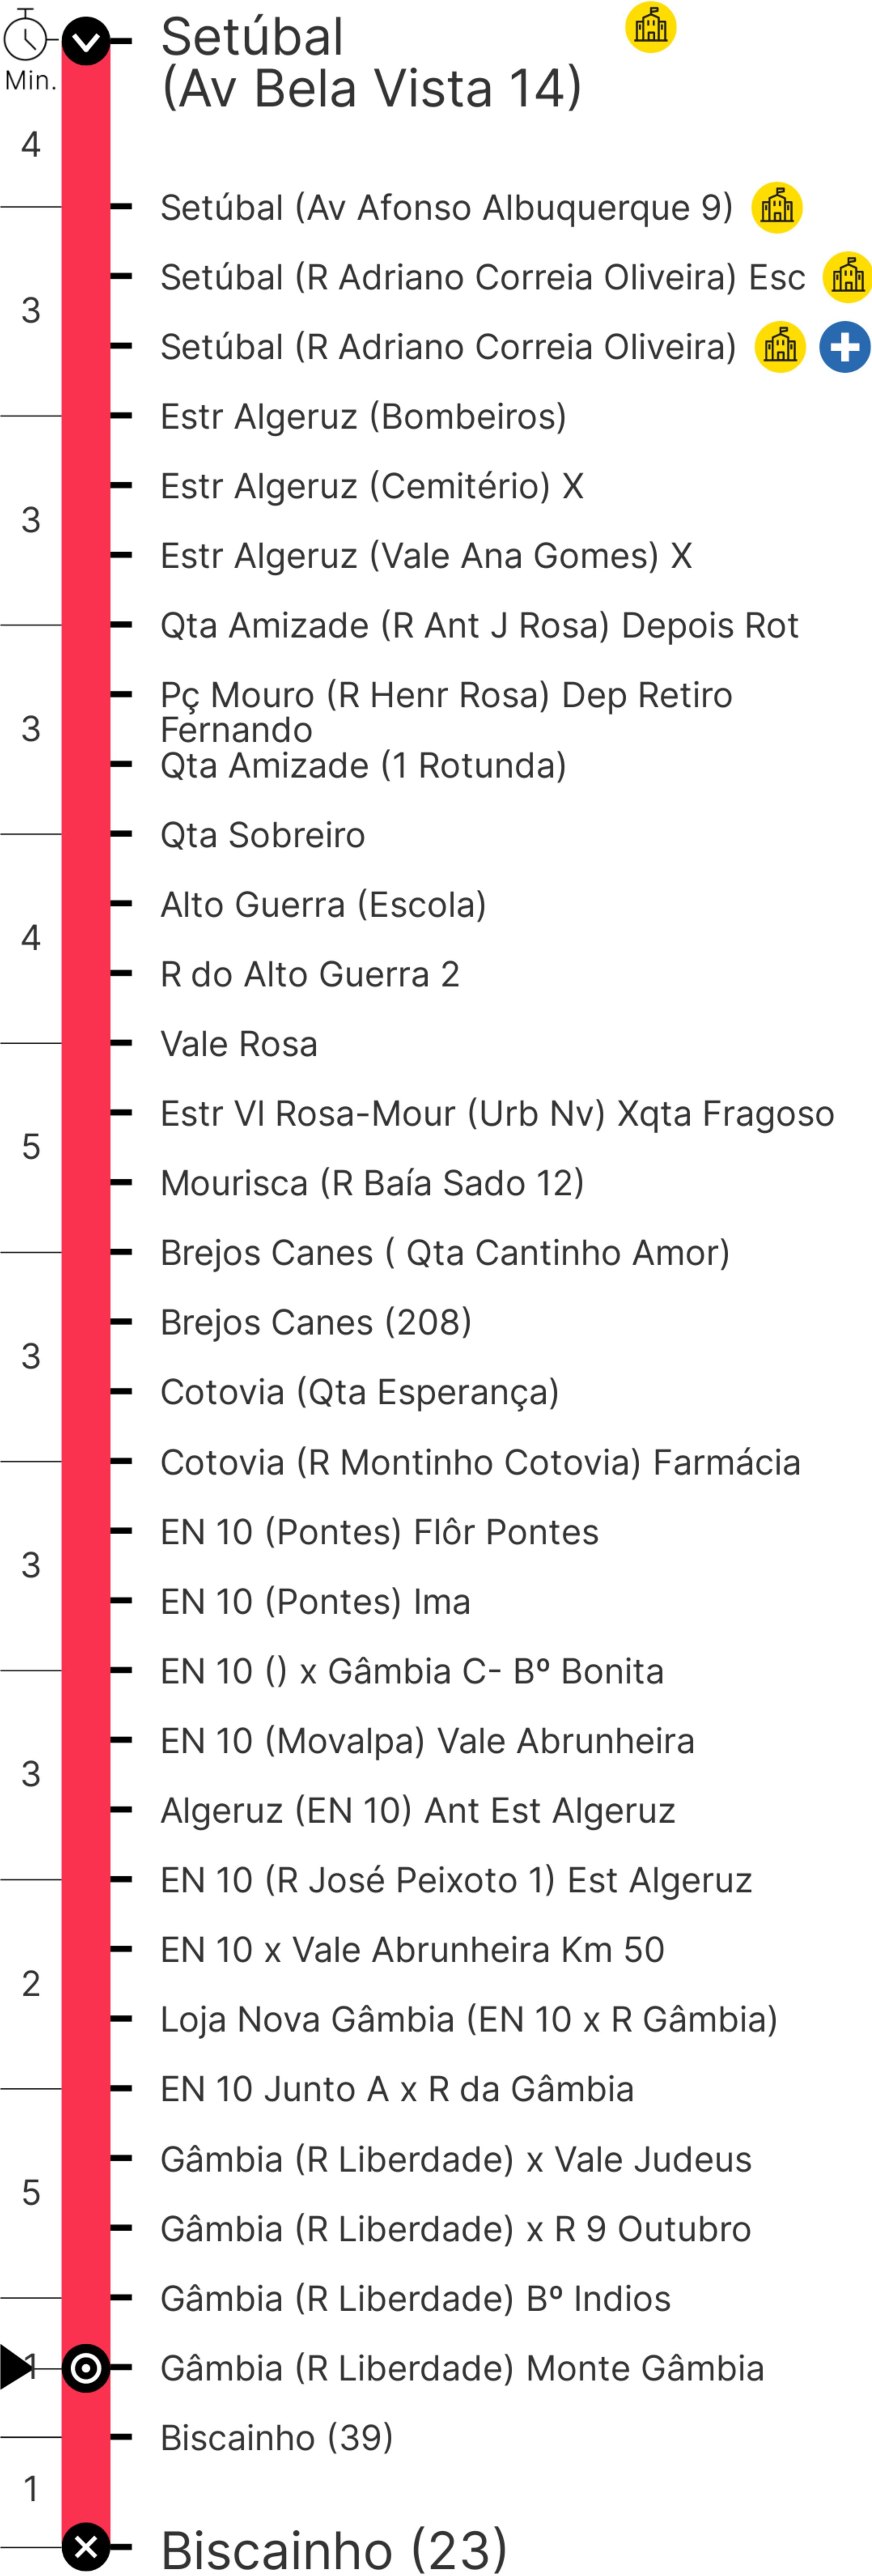 Setúbal
(Av Bela Vista 14)
Min.
4
Setúbal (Av Afonso Albuquerque 9)
Setúbal (R Adriano Correia Oliveira) Esc
3
Setúbal (R Adriano Correia Oliveira)
Estr Algeruz (Bombeiros)
Estr Algeruz (Cemitério) X
3
Estr Algeruz (Vale Ana Gomes) X
Qta Amizade (R Ant J Rosa) Depois Rot
Pç Mouro (R Henr Rosa) Dep Retiro
Fernando
3
Qta Amizade (1 Rotunda)
Qta Sobreiro
Alto Guerra (Escola)
4
R do Alto Guerra 2
Vale Rosa
Estr Vl Rosa-Mour (Urb Nv) Xqta Fragoso
5
Mourisca (R Baía Sado 12)
Brejos Canes ( Qta Cantinho Amor)
Brejos Canes (208)
3
Cotovia (Qta Esperança)
Cotovia (R Montinho Cotovia) Farmácia
EN 10 (Pontes) Flôr Pontes
3
EN 10 (Pontes) Ima
EN 10 () x Gâmbia C- Bº Bonita
EN 10 (Movalpa) Vale Abrunheira
3
Algeruz (EN 10) Ant Est Algeruz
EN 10 (R José Peixoto 1) Est Algeruz
EN 10 x Vale Abrunheira Km 50
2
Loja Nova Gâmbia (EN 10 x R Gâmbia)
EN 10 Junto A x R da Gâmbia
Gâmbia (R Liberdade) x Vale Judeus
5
Gâmbia (R Liberdade) x R 9 Outubro
Gâmbia (R Liberdade) Bº Indios
1
Gâmbia (R Liberdade) Monte Gâmbia
Biscainho (39)
1
Biscainho (23)